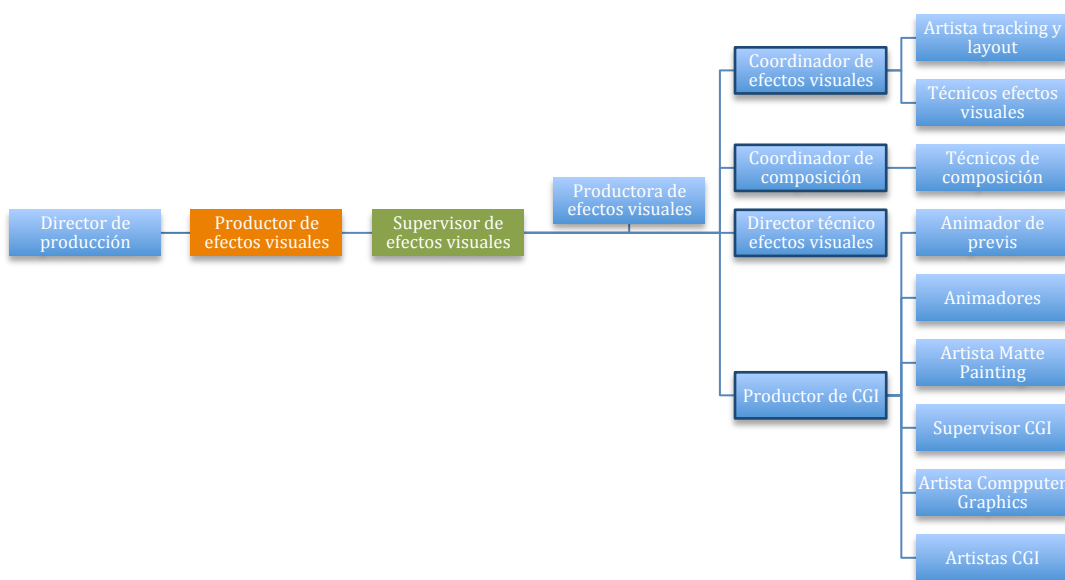 Director de
producción
Productor de
efectos visuales
Supervisor de
efectos visuales
Productora de
efectos visuales
Coordinador de
efectos visuales
Artista tracking y
layout
Técnicos efectos
visuales
Coordinador de
composición
Técnicos de
composición
Director técnico
efectos visuales
Productor de CGI
Animador de
previs
Animadores
Artista Matte
Painting
Supervisor CGI
Artista Compputer
Graphics
Artistas CGI